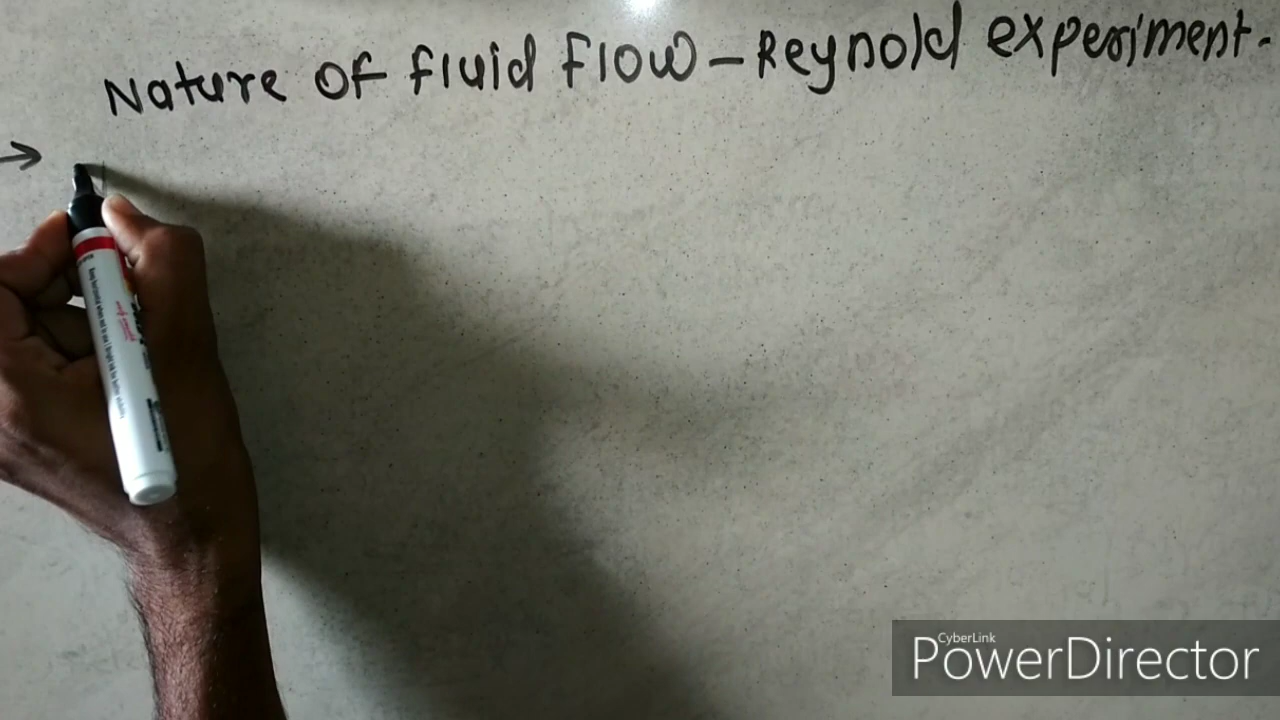 Nature of fluid flow - Reynold experiment.
→
CyberLink
PowerDirector